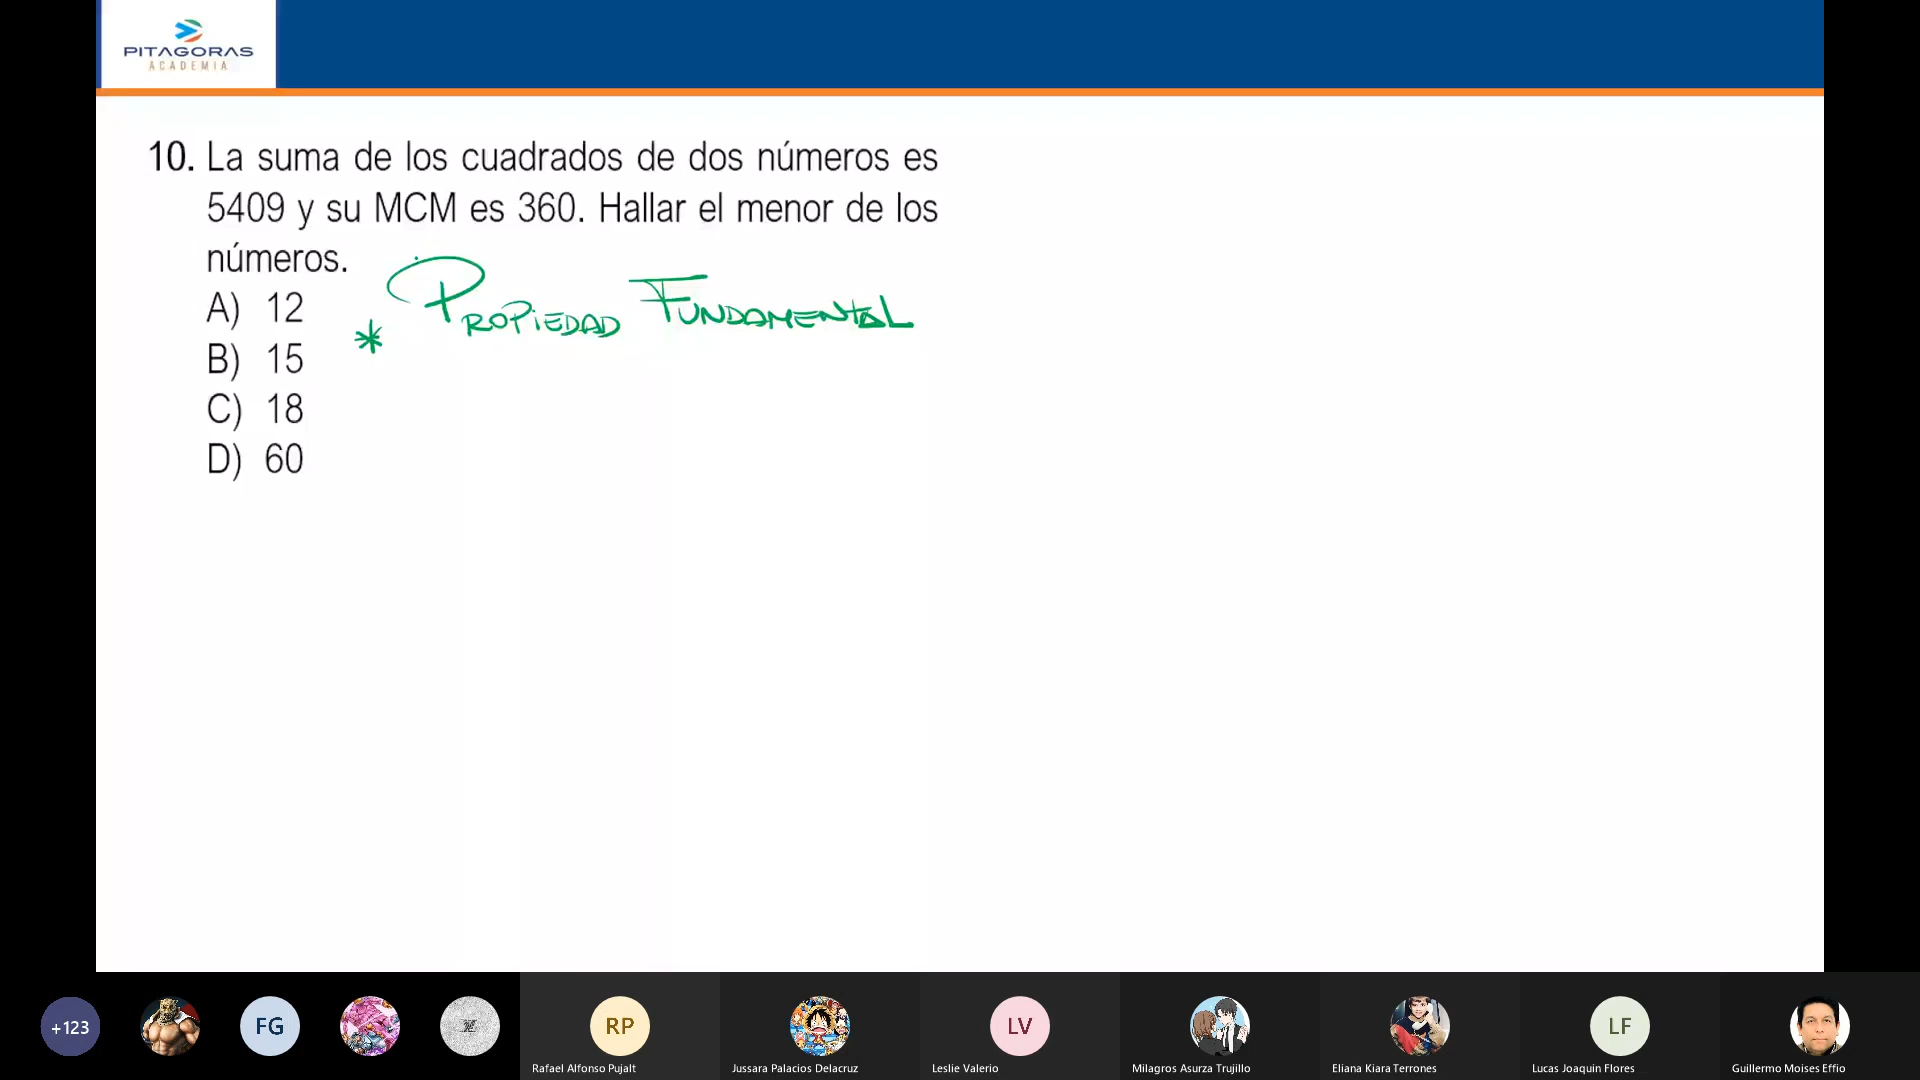 PITAGORAS
ACADEMIA
10. La suma de los cuadrados de dos números es
5409 y su MCM es 360. Hallar el menor de los
números.
A) 12
B) 15
C) 18
D) 60
* PROPIEDAD FUNDAMENTAL
+123
FG
RP
LV
LF
Rafael Alfonso Pujalt
Jussara Palacios Delacruz
Leslie Valerio
Milagros Asurza Trujillo
Eliana Kiara Terrones
Lucas Joaquin Flores
Guillermo Moises Effio